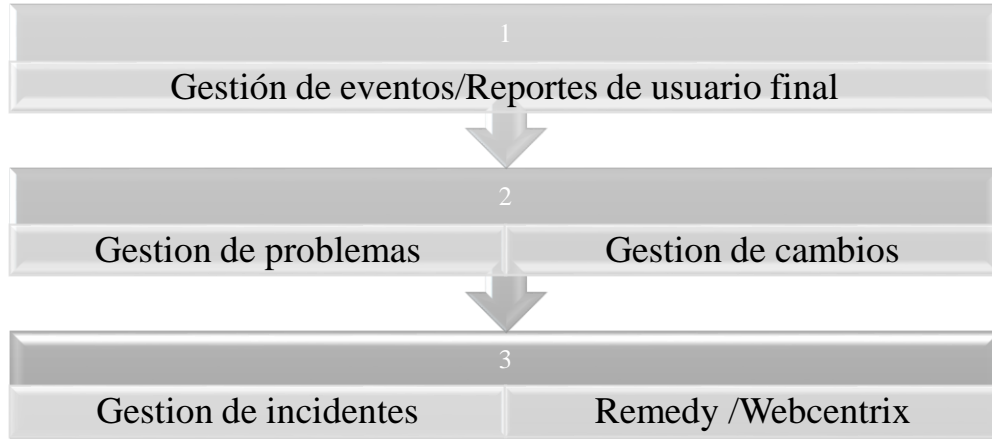 1
Gestión de eventos/Reportes de usuario final
2
Gestion de problemas
Gestion de cambios
3
Gestion de incidentes
Remedy /Webcentrix